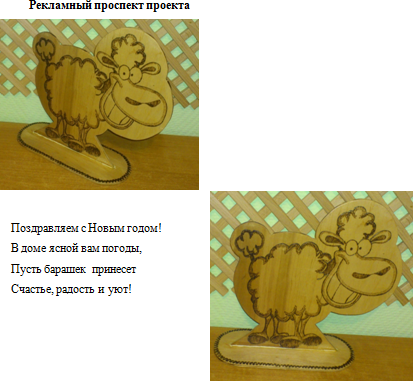 Рекламный проспект проекта
Поздравляем с Новым годом!
В доме ясной вам погоды,
Пусть барашек принесет
Счастье, радость и уют!